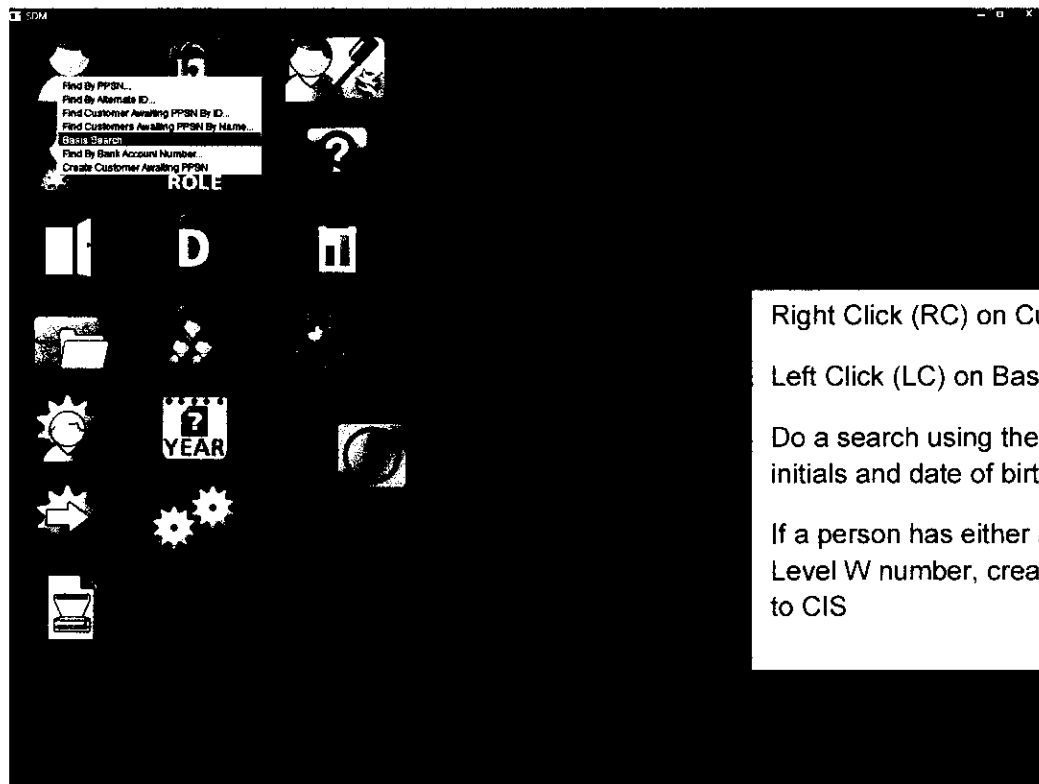 SDM
Find By PPSN...
Find By Alternate ID...
Find Customer Awaiting PPSN By ID...
Find Customers Awaiting PPSN By Name...
Basis Search
Find By Bank Account Number...
Create Customer Awaiting PPSN
ROLE
?
D
?
YEAR
Right Click (RC) on Cu
Left Click (LC) on Bas
Do a search using the
initials and date of birt
If a person has either
Level W number, crea
to CIS